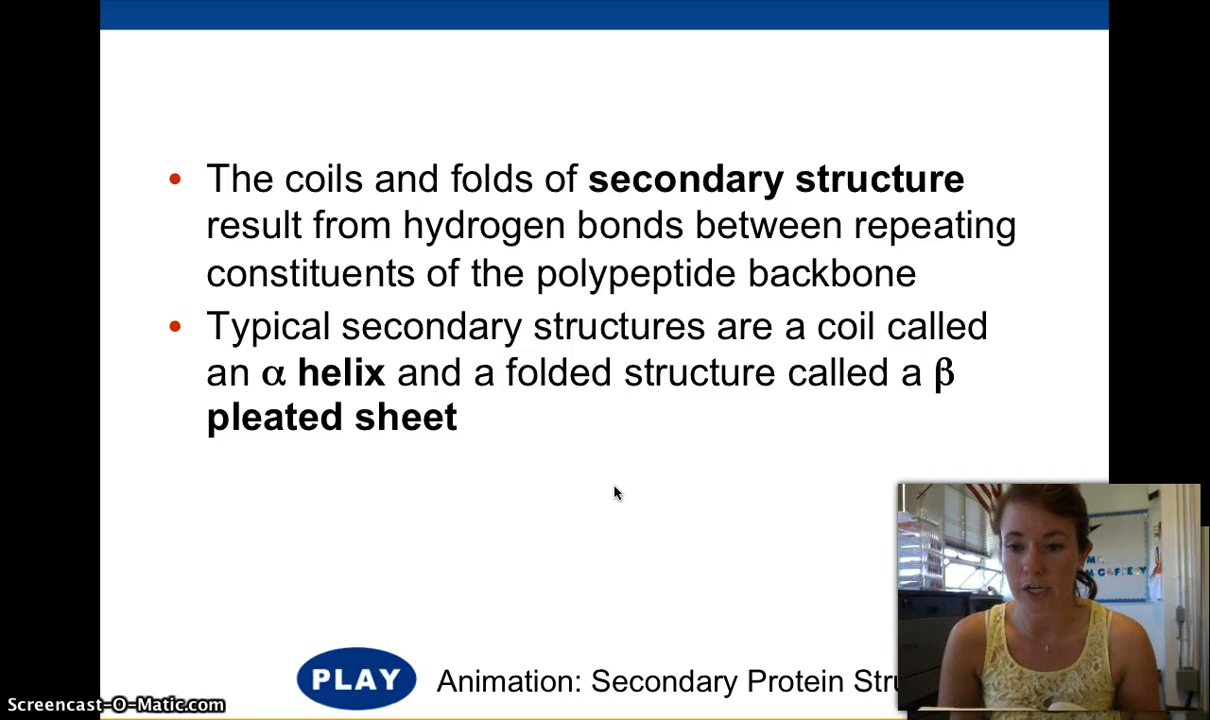 The coils and folds of secondary structure
result from hydrogen bonds between repeating
constituents of the polypeptide backbone
Typical secondary structures are a coil called
an α helix and a folded structure called a β
pleated sheet
PLAY
Animation: Secondary Protein Stru
Screencast-O-Matic.com